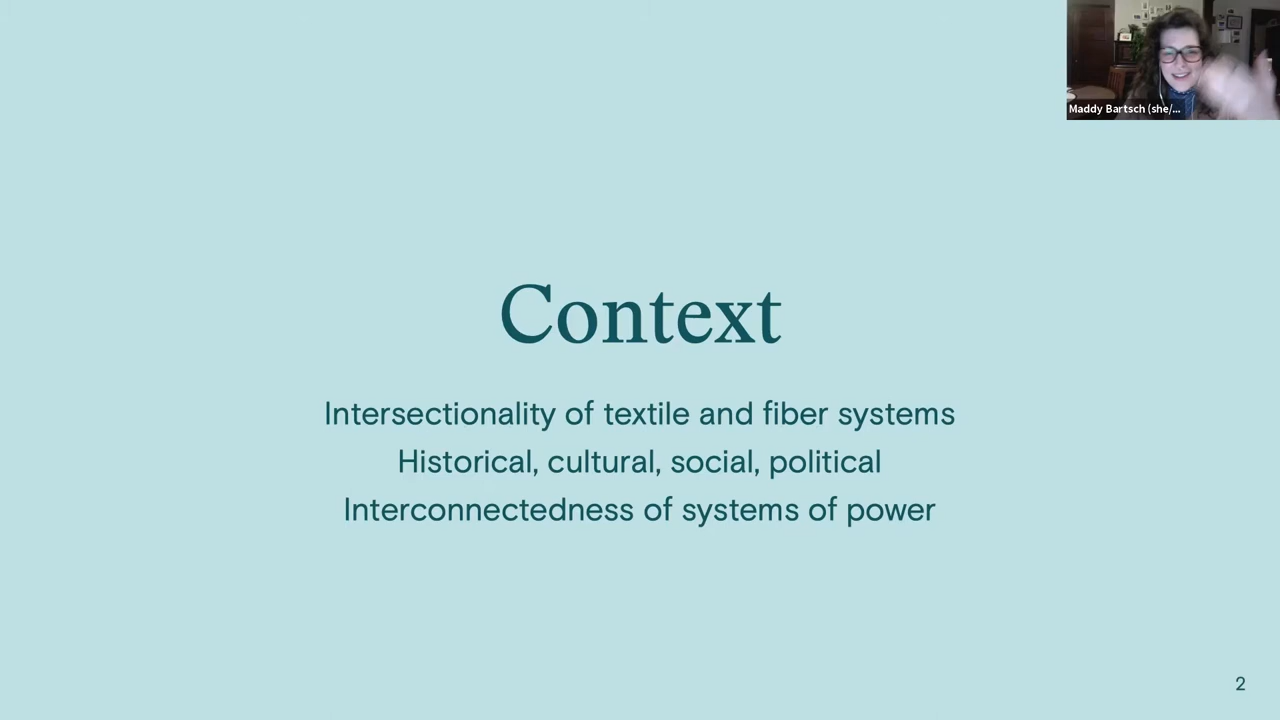 Maddy Bartsch (she/...
Context
Intersectionality of textile and fiber systems
Historical, cultural, social, political
Interconnectedness of systems of power
2